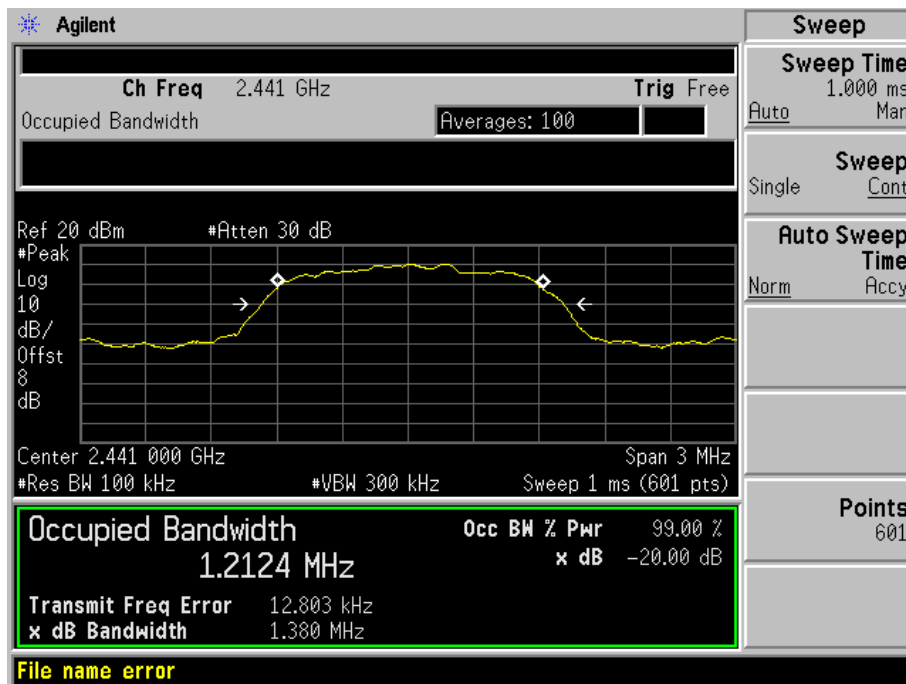 Agilent
Sweep
Ch Freq 2.441 GHz Trig Free
Occupied Bandwidth Averages: 100
Ref 20 dBm #Atten 30 dB
#Peak
Log
10
dB/
Offst
8
dB
Center 2.441 000 GHz Span 3 MHz
#Res BW 100 kHz #VBW 300 kHz Sweep 1 ms (601 pts)
Occupied Bandwidth
1.2124 MHz
Occ BW % Pwr 99.00 %
x dB -20.00 dB
Transmit Freq Error 12.803 kHz
x dB Bandwidth 1.380 MHz
File name error
Sweep Time
1.000 ms
Auto Man
Sweep
Single Cont
Auto Sweep
Time
Norm Accy
Points
601